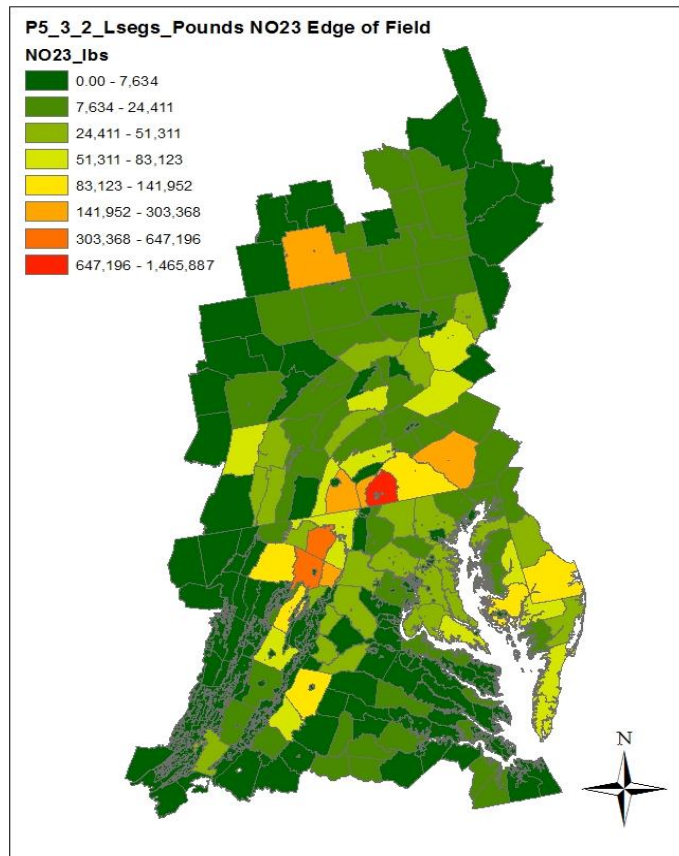 P5_3_2_Lsegs_Pounds NO23 Edge of Field
NO23_lbs
0.00 - 7,634
7,634 - 24,411
24,411 - 51,311
51,311 - 83,123
83,123 - 141,952
141,952 - 303,368
303,368 - 647,196
647,196 - 1,465,887
N